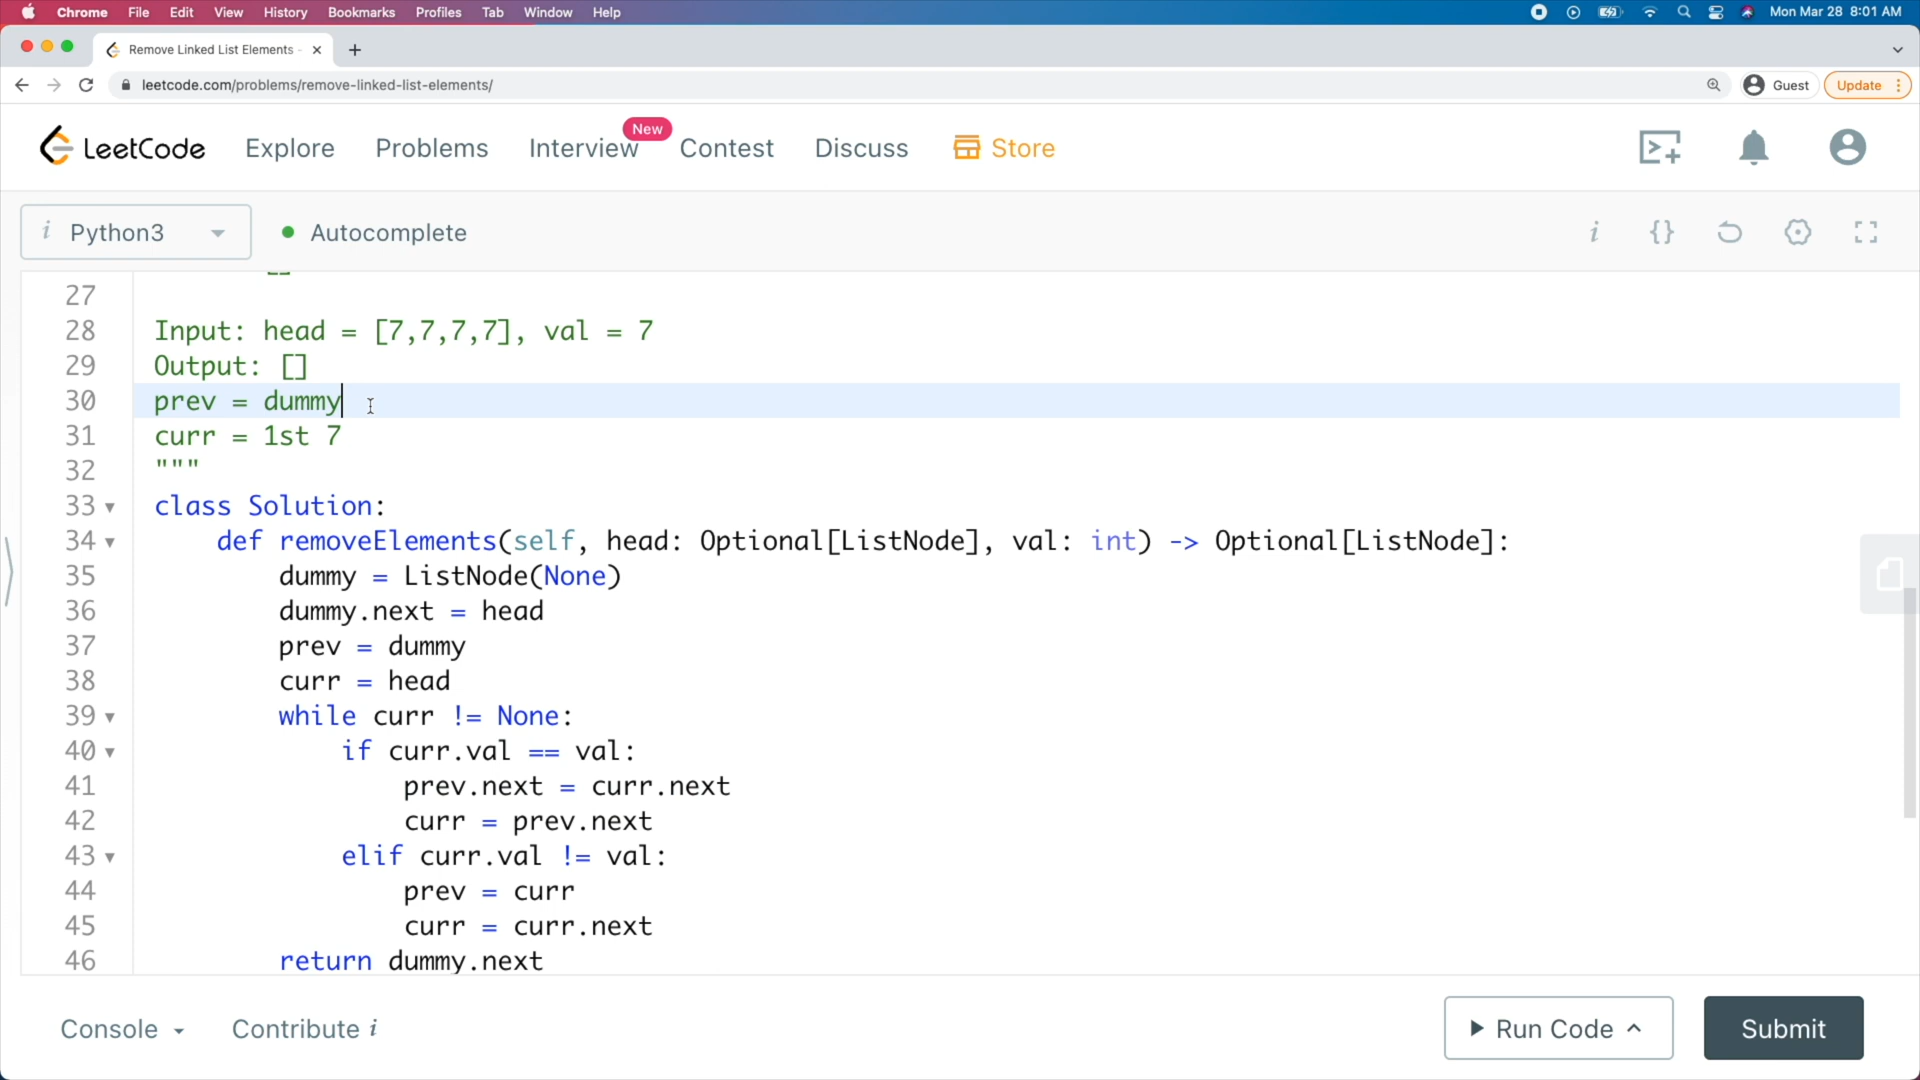 Chrome File Edit View History Bookmarks Profiles Tab Window Help Mon Mar 28 8:01 AM
Remove Linked List Elements -
leetcode.com/problems/remove-linked-list-elements/ Guest Update
LeetCode Explore Problems Interview New Contest Discuss Store
i Python3 Autocomplete i {}
27
28 Input: head = [7,7,7,7], val = 7
29 Output: []
30 prev = dummy
31 curr = 1st 7
32 """
33 class Solution:
34 def removeElements(self, head: Optional[ListNode], val: int) -> Optional[ListNode]:
35 dummy = ListNode(None)
36 dummy.next = head
37 prev = dummy
38 curr = head
39 while curr != None:
40 if curr.val == val:
41 prev.next = curr.next
42 curr = prev.next
43 elif curr.val != val:
44 prev = curr
45 curr = curr.next
46 return dummy.next
Console Contribute i Run Code Submit